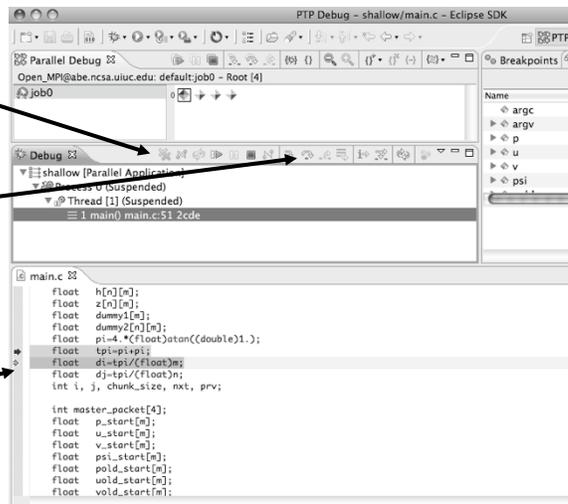 PTP Debug - shallow/main.c - Eclipse SDK
PTP
Parallel Debug
Breakpoints
Open_MPI@abe.ncsa.uiuc.edu: default:job0 - Root [4]
job0
0
Name
argc
argv
p
u
v
psi
Debug
shallow [Parallel Application]
Process 0 (Suspended)
Thread [1] (Suspended)
1 main() main.c:51 2cde
main.c
float h[n][m];
float z[n][m];
float dummy1[m];
float dummy2[n][m];
float pi=4.*(float)atan((double)1.);
float tpi=pi+pi;
float di=tpi/(float)m;
float dj=tpi/(float)n;
int i, j, chunk_size, nxt, prv;
int master_packet[4];
float p_start[m];
float u_start[m];
float v_start[m];
float psi_start[m];
float pold_start[m];
float uold_start[m];
float vold_start[m];